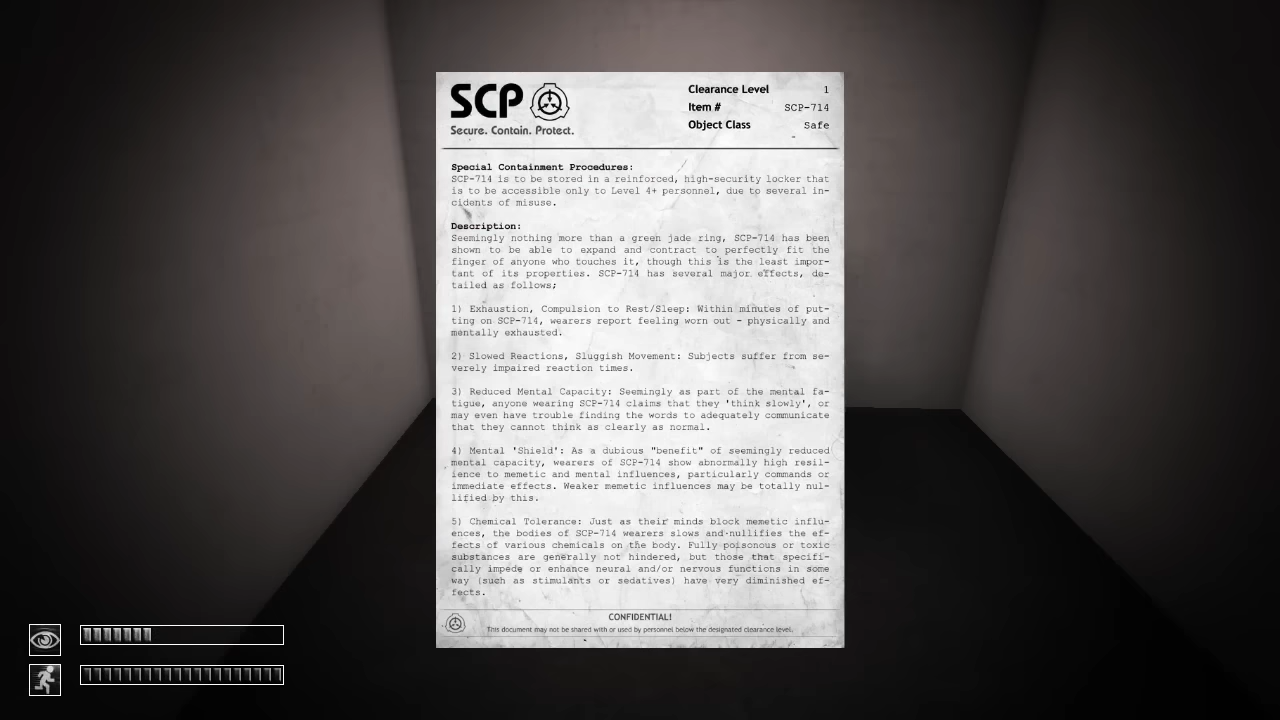 SCP
Secure. Contain. Protect.
Clearance Level 1
Item # SCP-714
Object Class Safe
Special Containment Procedures:
SCP-714 is to be stored in a reinforced, high-security locker that
is to be accessible only to Level 4+ personnel, due to several in-
cidents of misuse.
Description:
Seemingly nothing more than a green jade ring, SCP-714 has been
shown to be able to expand and contract to perfectly fit the
finger of anyone who touches it, though this is the least impor-
tant of its properties. SCP-714 has several major effects, de-
tailed as follows;
1) Exhaustion, Compulsion to Rest/Sleep: Within minutes of put-
ting on SCP-714, wearers report feeling worn out - physically and
mentally exhausted.
2) Slowed Reactions, Sluggish Movement: Subjects suffer from se-
verely impaired reaction times.
3) Reduced Mental Capacity: Seemingly as part of the mental fa-
tigue, anyone wearing SCP-714 claims that they 'think slowly', or
may even have trouble finding the words to adequately communicate
that they cannot think as clearly as normal.
4) Mental 'Shield': As a dubious "benefit" of seemingly reduced
mental capacity, wearers of SCP-714 show abnormally high resil-
ience to memetic and mental influences, particularly commands or
immediate effects. Weaker memetic influences may be totally nul-
lified by this.
5) Chemical Tolerance: Just as their minds block memetic influ-
ences, the bodies of SCP-714 wearers slows and nullifies the ef-
fects of various chemicals on the body. Fully poisonous or toxic
substances are generally not hindered, but those that specifi-
cally impede or enhance neural and/or nervous functions in some
way (such as stimulants or sedatives) have very diminished ef-
fects.
CONFIDENTIAL!
This document may not be shared with or used by personnel below the designated clearance level.